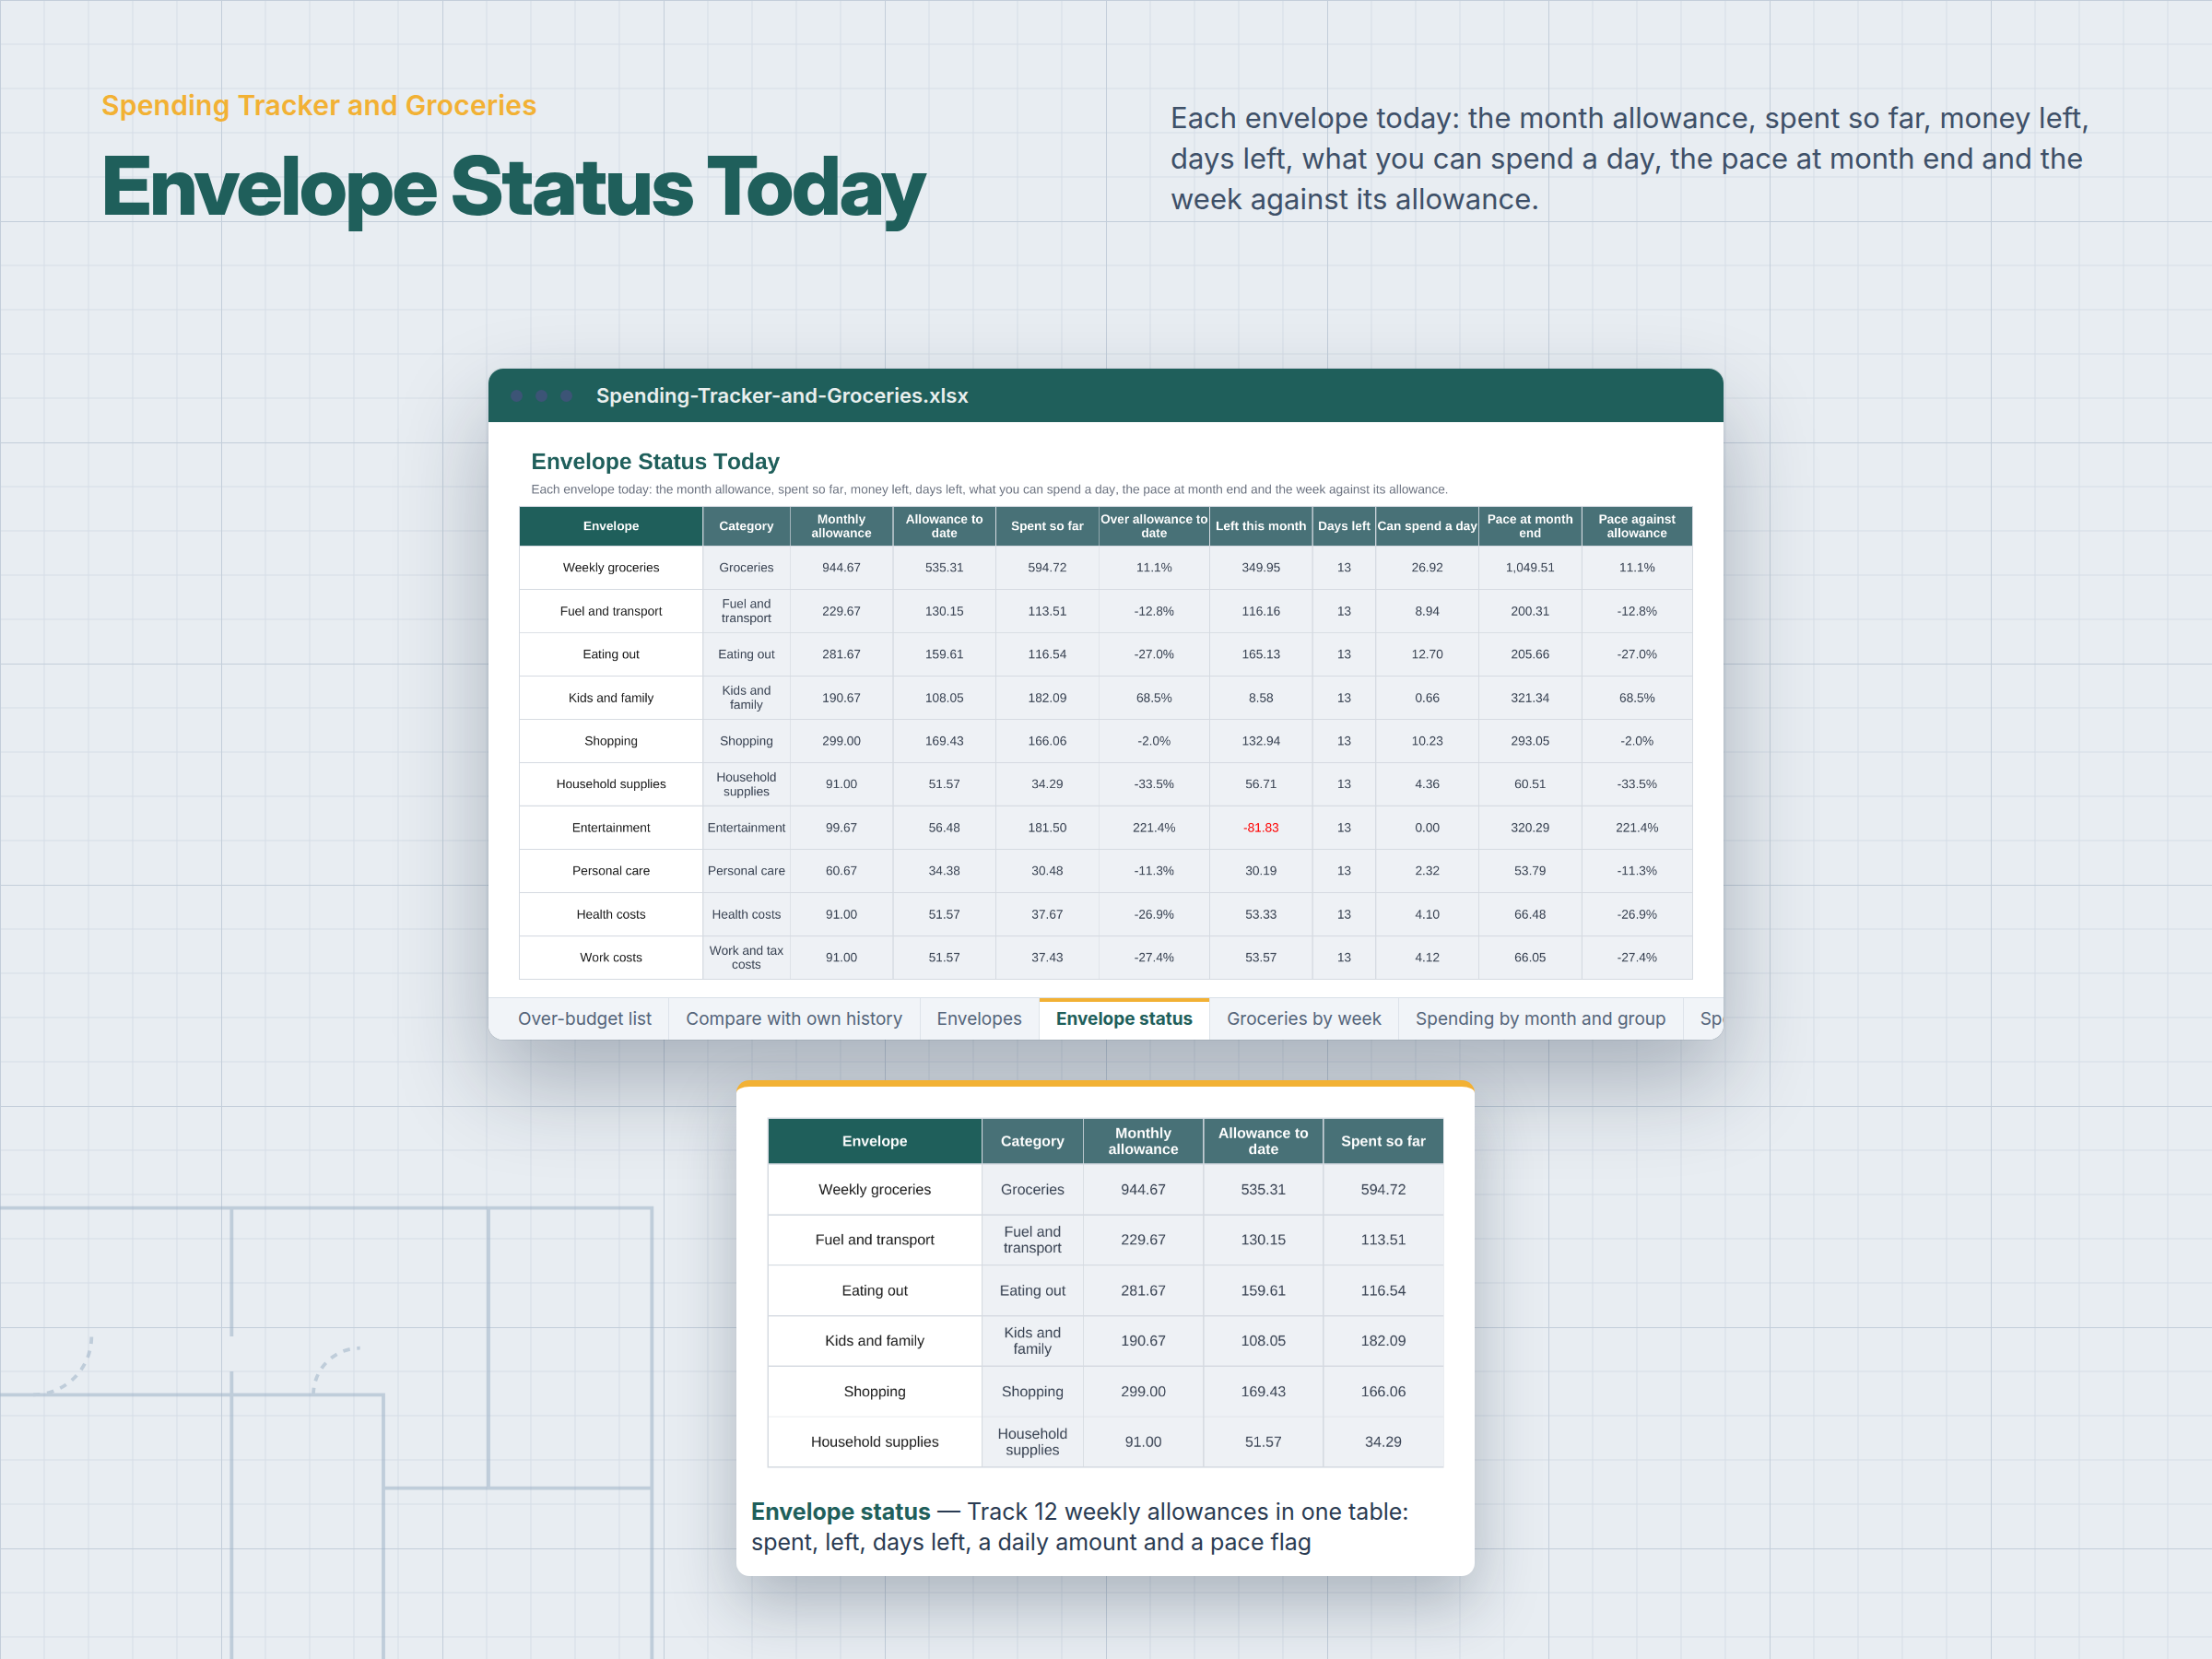 Spending Tracker and Groceries
Envelope Status Today
Each envelope today: the month allowance, spent so far, money left,
days left, what you can spend a day, the pace at month end and the
week against its allowance.
Spending-Tracker-and-Groceries.xlsx
Envelope Status Today
Each envelope today: the month allowance, spent so far, money left, days left, what you can spend a day, the pace at month end and the week against its allowance.
Envelope Category Monthly allowance Allowance to date Spent so far Over allowance to date Left this month Days left Can spend a day Pace at month end Pace against allowance
Weekly groceries Groceries 944.67 535.31 594.72 11.1% 349.95 13 26.92 1,049.51 11.1%
Fuel and transport Fuel and transport 229.67 130.15 113.51 -12.8% 116.16 13 8.94 200.31 -12.8%
Eating out Eating out 281.67 159.61 116.54 -27.0% 165.13 13 12.70 205.66 -27.0%
Kids and family Kids and family 190.67 108.05 182.09 68.5% 8.58 13 0.66 321.34 68.5%
Shopping Shopping 299.00 169.43 166.06 -2.0% 132.94 13 10.23 293.05 -2.0%
Household supplies Household supplies 91.00 51.57 34.29 -33.5% 56.71 13 4.36 60.51 -33.5%
Entertainment Entertainment 99.67 56.48 181.50 221.4% -81.83 13 0.00 320.29 221.4%
Personal care Personal care 60.67 34.38 30.48 -11.3% 30.19 13 2.32 53.79 -11.3%
Health costs Health costs 91.00 51.57 37.67 -26.9% 53.33 13 4.10 66.48 -26.9%
Work costs Work and tax costs 91.00 51.57 37.43 -27.4% 53.57 13 4.12 66.05 -27.4%
Over-budget list Compare with own history Envelopes Envelope status Groceries by week Spending by month and group
Envelope Category Monthly allowance Allowance to date Spent so far
Weekly groceries Groceries 944.67 535.31 594.72
Fuel and transport Fuel and transport 229.67 130.15 113.51
Eating out Eating out 281.67 159.61 116.54
Kids and family Kids and family 190.67 108.05 182.09
Shopping Shopping 299.00 169.43 166.06
Household supplies Household supplies 91.00 51.57 34.29
Envelope status — Track 12 weekly allowances in one table:
spent, left, days left, a daily amount and a pace flag